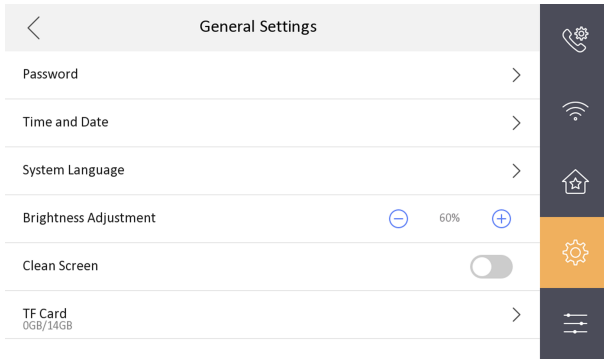 General Settings
Password
Time and Date
System Language
Brightness Adjustment
60%
Clean Screen
TF Card
0GB/14GB